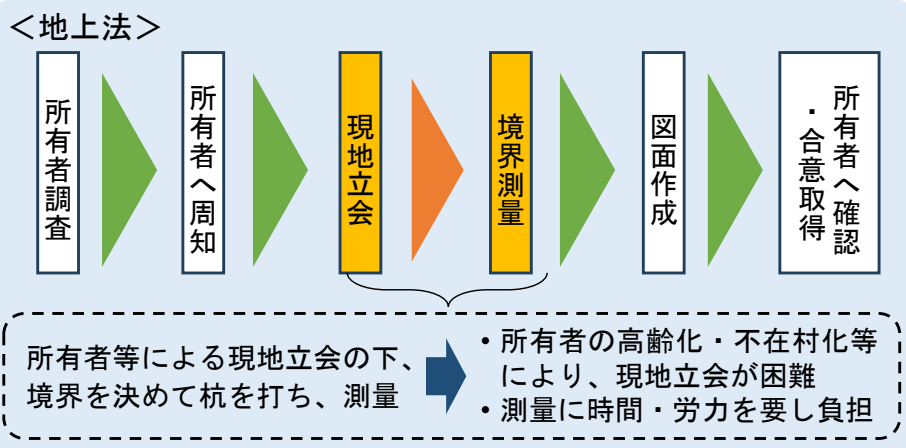 ＜地上法＞
所有者調査
所有者へ周知
現地立会
境界測量
図面作成
所有者へ確認
・合意取得
所有者等による現地立会の下、
境界を決めて杭を打ち、測量
・所有者の高齢化・不在村化等
により、現地立会が困難
・測量に時間・労力を要し負担